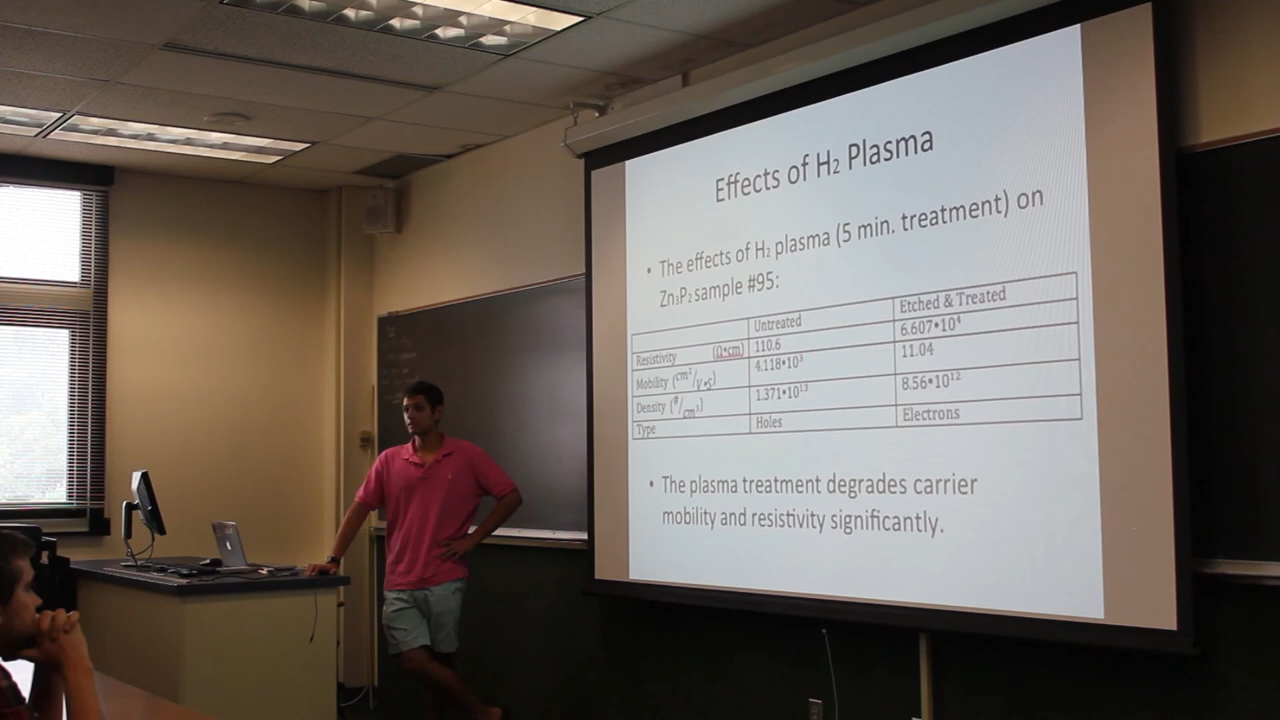 Effects of H2 Plasma
• The effects of H2 plasma (5 min. treatment) on
Zn3P2 sample #95:
Untreated Etched & Treated
Resistivity (Ω•cm) 110.6 6.607•10⁴
Mobility (cm²/V•S) 4.118•10³ 11.04
Density (#/cm³) 1.371•10¹³ 8.56•10¹²
Type Holes Electrons
• The plasma treatment degrades carrier
mobility and resistivity significantly.